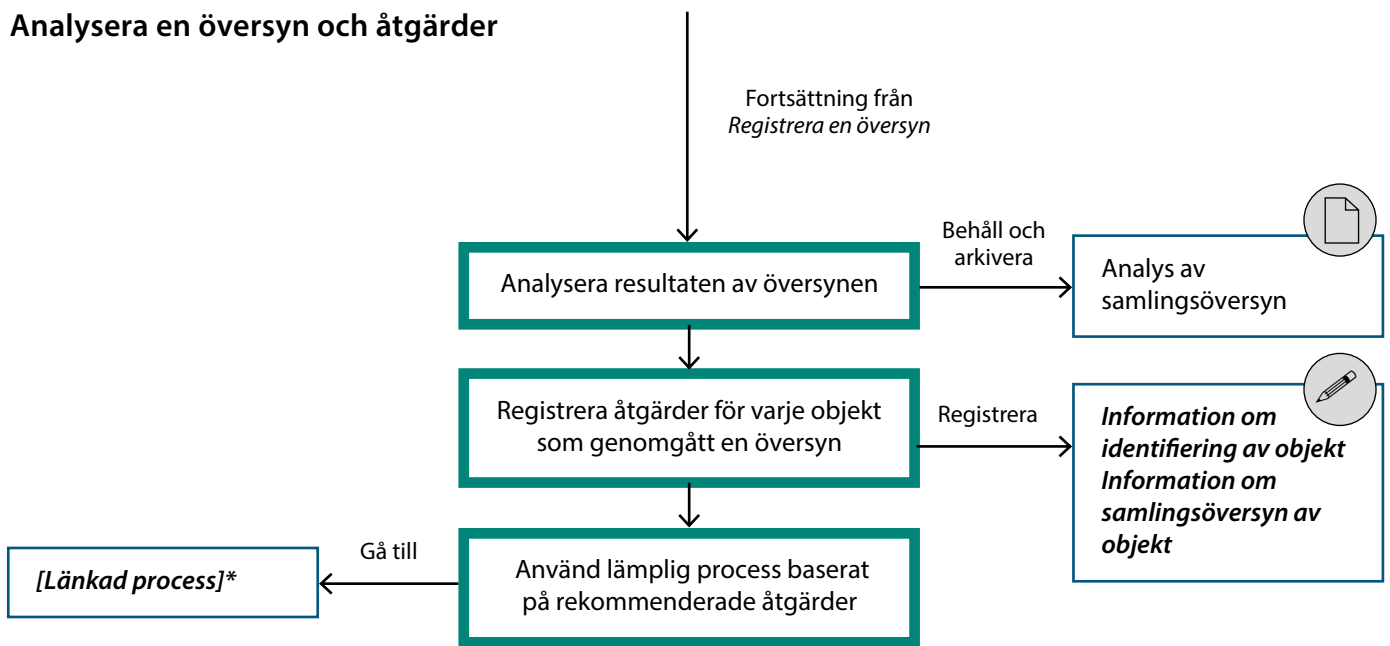 Analysera en översyn och åtgärder
Fortsättning från
Registrera en översyn
Analysera resultaten av översynen
Behåll och
arkivera
Analys av
samlingsöversyn
Registrera åtgärder för varje objekt
som genomgått en översyn
Registrera
Information om
identifiering av objekt
Information om
samlingsöversyn av
objekt
Använd lämplig process baserat
på rekommenderade åtgärder
Gå till
[Länkad process]*